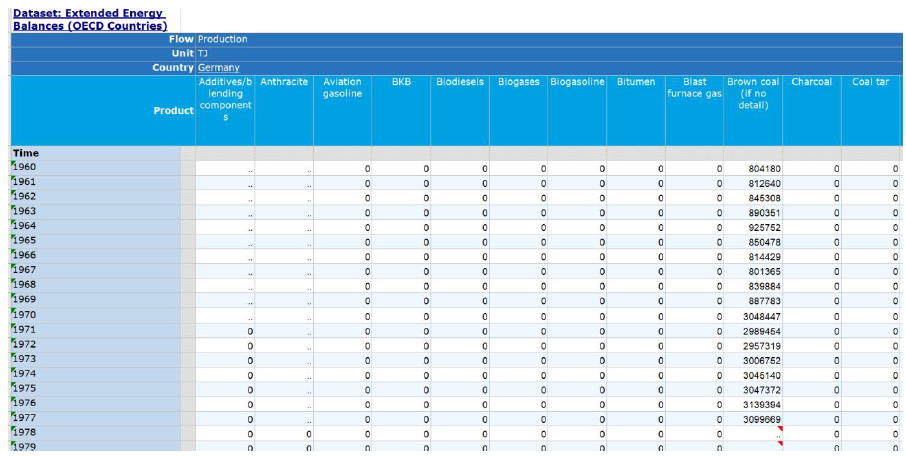 Dataset: Extended Energy
Balances (OECD Countries)
Flow Production
Unit TJ
Country Germany
Product Additives/b lending component s Anthracite Aviation gasoline BKB Biodiesels Biogases Biogasoline Bitumen Blast furnace gas Brown coal (if no detail) Charcoal Coal tar
Time
1960 .. .. 0 0 0 0 0 0 0 804180 0 0
1961 .. .. 0 0 0 0 0 0 0 812640 0 0
1962 .. .. 0 0 0 0 0 0 0 845308 0 0
1963 .. .. 0 0 0 0 0 0 0 890351 0 0
1964 .. .. 0 0 0 0 0 0 0 925752 0 0
1965 .. .. 0 0 0 0 0 0 0 850478 0 0
1966 .. .. 0 0 0 0 0 0 0 814429 0 0
1967 .. .. 0 0 0 0 0 0 0 801365 0 0
1968 .. .. 0 0 0 0 0 0 0 839884 0 0
1969 .. .. 0 0 0 0 0 0 0 887783 0 0
1970 .. .. 0 0 0 0 0 0 0 3048447 0 0
1971 0 .. 0 0 0 0 0 0 0 2989454 0 0
1972 0 .. 0 0 0 0 0 0 0 2957319 0 0
1973 0 .. 0 0 0 0 0 0 0 3006752 0 0
1974 0 .. 0 0 0 0 0 0 0 3045140 0 0
1975 0 .. 0 0 0 0 0 0 0 3047372 0 0
1976 0 .. 0 0 0 0 0 0 0 3139394 0 0
1977 0 .. 0 0 0 0 0 0 0 3099669 0 0
1978 0 0 0 0 0 0 0 0 0 .. 0 0
1979 0 0 0 0 0 0 0 0 0 0 0